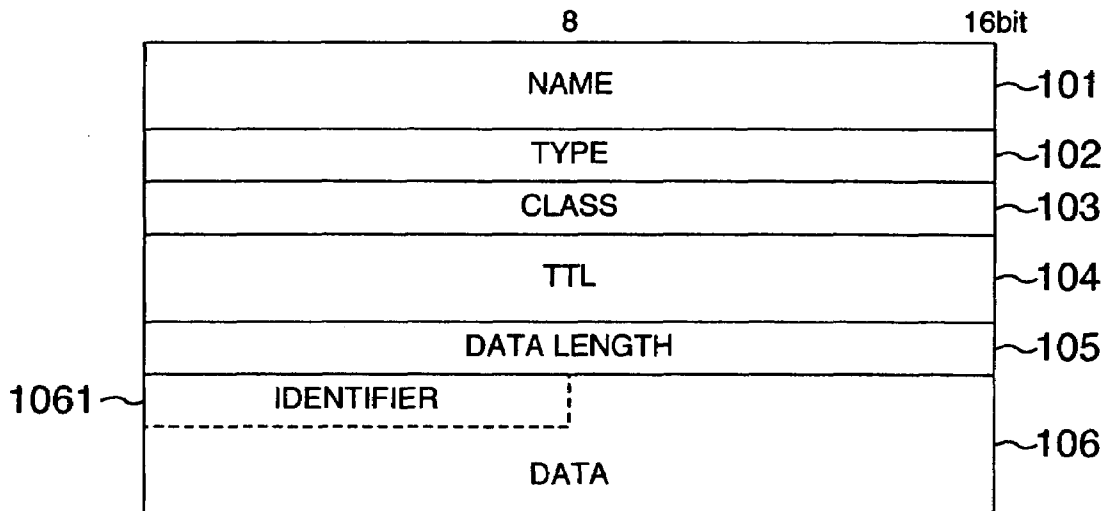 8 16bit
NAME 101
TYPE 102
CLASS 103
TTL 104
DATA LENGTH 105
1061 IDENTIFIER
106
DATA